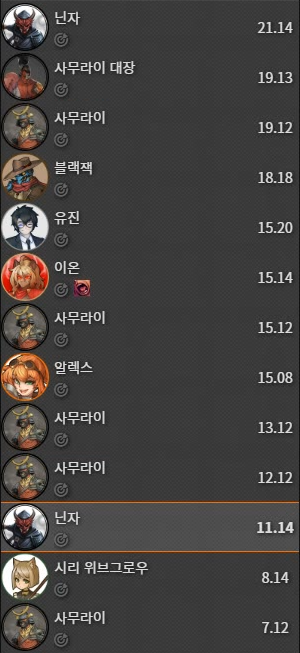 닌자 21.14
사무라이 대장 19.13
사무라이 19.12
블랙잭 18.18
유진 15.20
이온 15.14
사무라이 15.12
알렉스 15.08
사무라이 13.12
사무라이 12.12
닌자 11.14
시리 위브그로우 8.14
사무라이 7.12